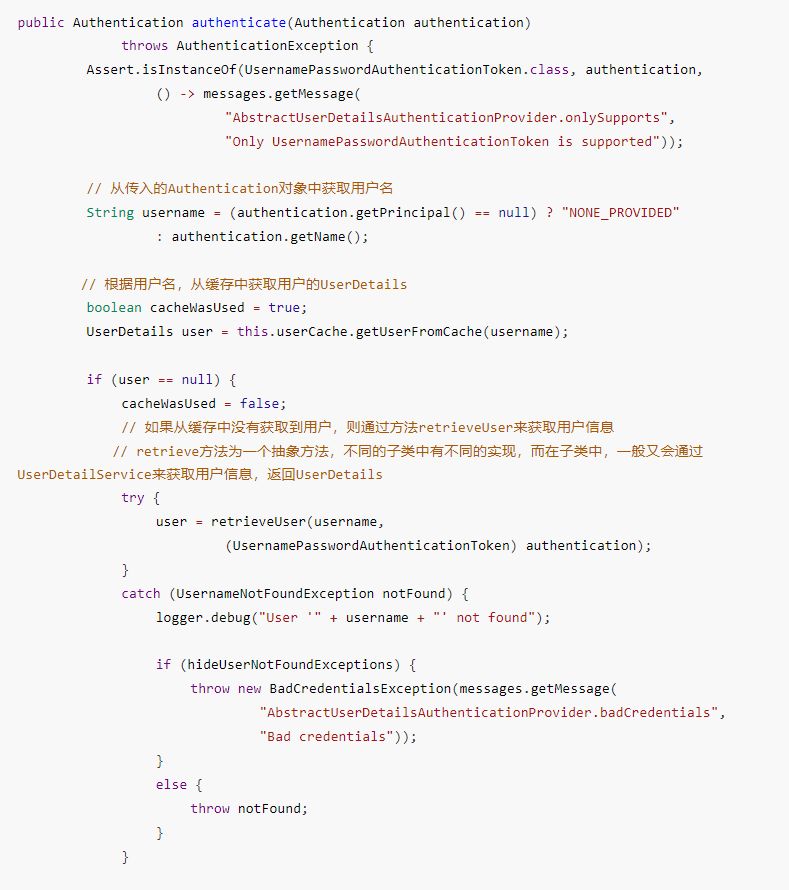 public Authentication authenticate(Authentication authentication)
throws AuthenticationException {
Assert.isInstanceOf(UsernamePasswordAuthenticationToken.class, authentication,
() -> messages.getMessage(
"AbstractUserDetailsAuthenticationProvider.onlySupports",
"Only UsernamePasswordAuthenticationToken is supported"));
// 从传入的Authentication对象中获取用户名
String username = (authentication.getPrincipal() == null) ? "NONE_PROVIDED"
: authentication.getName();
// 根据用户名，从缓存中获取用户的UserDetails
boolean cacheWasUsed = true;
UserDetails user = this.userCache.getUserFromCache(username);
if (user == null) {
cacheWasUsed = false;
// 如果从缓存中没有获取到用户，则通过方法retrieveUser来获取用户信息
// retrieve方法为一个抽象方法，不同的子类中有不同的实现，而在子类中，一般又会通过
UserDetailService来获取用户信息，返回UserDetails
try {
user = retrieveUser(username,
(UsernamePasswordAuthenticationToken) authentication);
}
catch (UsernameNotFoundException notFound) {
logger.debug("User '" + username + "' not found");
if (hideUserNotFoundExceptions) {
throw new BadCredentialsException(messages.getMessage(
"AbstractUserDetailsAuthenticationProvider.badCredentials",
"Bad credentials"));
}
else {
throw notFound;
}
}